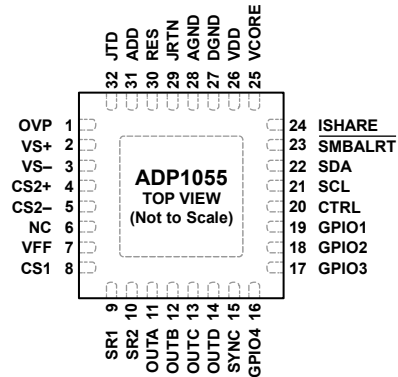 32 JTD
31 ADD
30 RES
29 JRTN
28 AGND
27 DGND
26 VDD
25 VCORE
OVP 1
VS+ 2
VS– 3
CS2+ 4
CS2– 5
NC 6
VFF 7
CS1 8
ADP1055
TOP VIEW
(Not to Scale)
24 ISHARE
23 SMBALRT
22 SDA
21 SCL
20 CTRL
19 GPIO1
18 GPIO2
17 GPIO3
SR1 9
SR2 10
OUTA 11
OUTB 12
OUTC 13
OUTD 14
SYNC 15
GPIO4 16